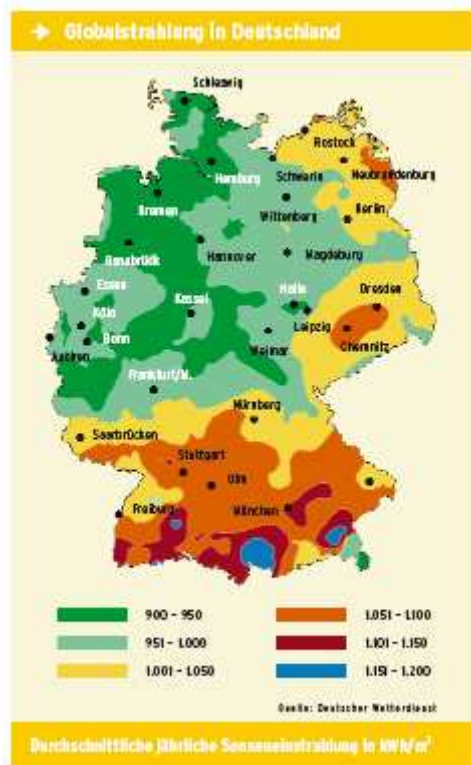 Globalstrahlung in Deutschland
Schleswig
Rostock
Hamburg
Schwerin
Neubrandenburg
Bremen
Wittenberg
Berlin
Osnabrück
Hannover
Magdeburg
Essen
Halle
Dresden
Köln
Kassel
Leipzig
Bonn
Aachen
Weimar
Chemnitz
Frankfurt/M.
Nürnberg
Saarbrücken
Stuttgart
Ulm
Freiburg
München
900 – 950
951 – 1.000
1.001 – 1.050
1.051 – 1.100
1.101 – 1.150
1.151 – 1.200
Quelle: Deutscher Wetterdienst
Durchschnittliche jährliche Sonneneinstrahlung in kWh/m²